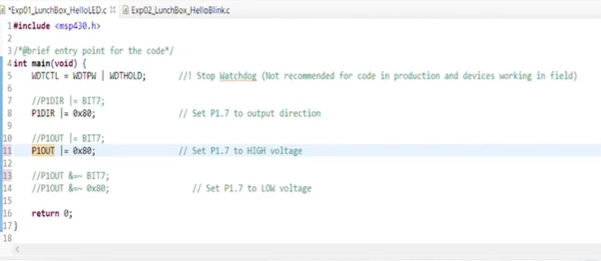 *Exp01_LunchBox_HelloLED.c Exp02_LunchBox_HelloBlink.c
1 #include <msp430.h>
2
3 /*@brief entry point for the code*/
4 int main(void) {
5 WDTCTL = WDTPW | WDTHOLD; //! Stop Watchdog (Not recommended for code in production and devices working in field)
6
7 //P1DIR |= BIT7;
8 P1DIR |= 0x80; // Set P1.7 to output direction
9
10 //P1OUT |= BIT7;
11 P1OUT |= 0x80; // Set P1.7 to HIGH voltage
12
13 //P1OUT &=~ BIT7;
14 //P1OUT &=~ 0x80; // Set P1.7 to LOW voltage
15
16 return 0;
17 }
18